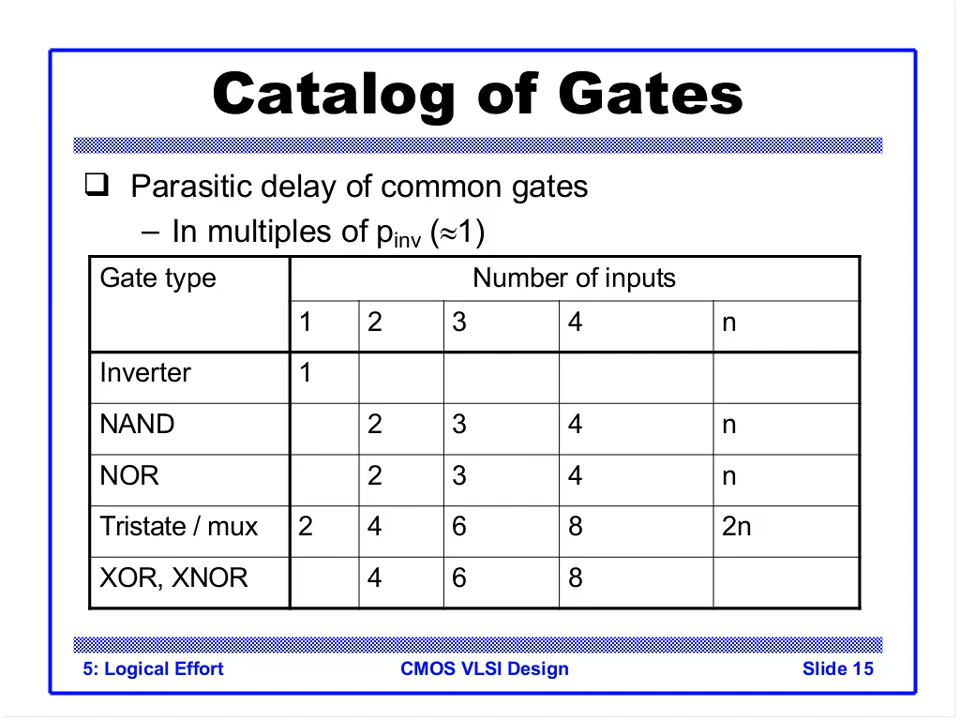 Catalog of Gates
❑ Parasitic delay of common gates
– In multiples of pinv (≈1)
Gate type Number of inputs
1 2 3 4 n
Inverter 1
NAND 2 3 4 n
NOR 2 3 4 n
Tristate / mux 2 4 6 8 2n
XOR, XNOR 4 6 8
5: Logical Effort CMOS VLSI Design Slide 15